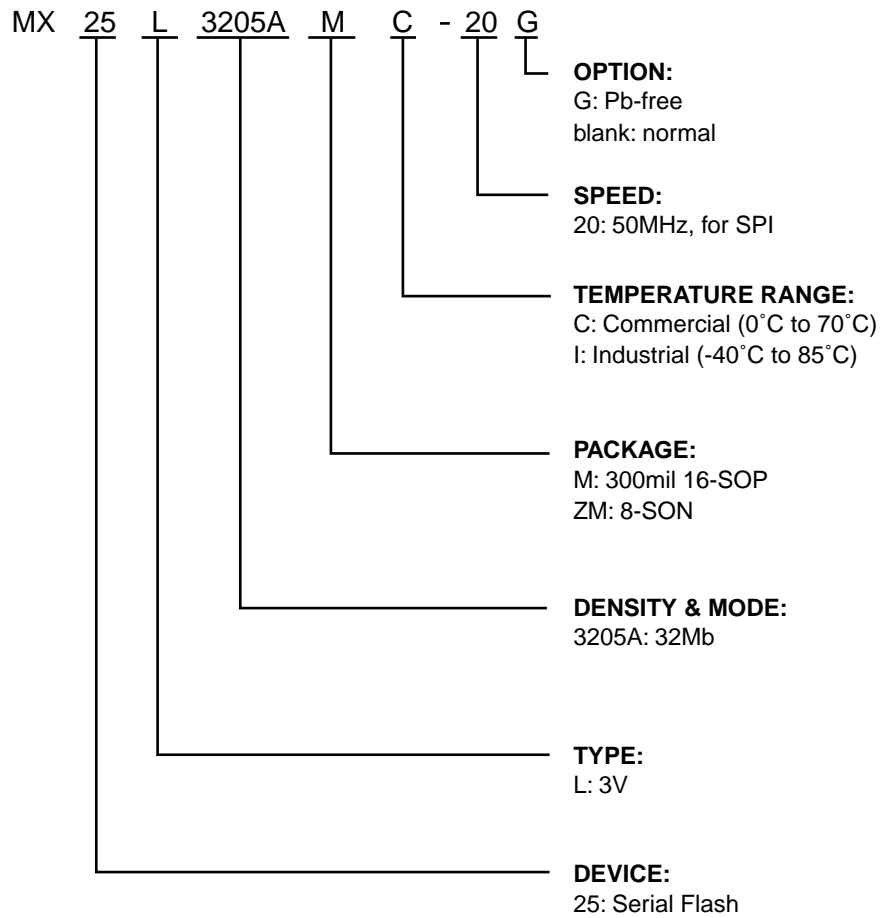 MX 25 L 3205A M C - 20 G
OPTION:
G: Pb-free
blank: normal
SPEED:
20: 50MHz, for SPI
TEMPERATURE RANGE:
C: Commercial (0˚C to 70˚C)
I: Industrial (-40˚C to 85˚C)
PACKAGE:
M: 300mil 16-SOP
ZM: 8-SON
DENSITY & MODE:
3205A: 32Mb
TYPE:
L: 3V
DEVICE:
25: Serial Flash